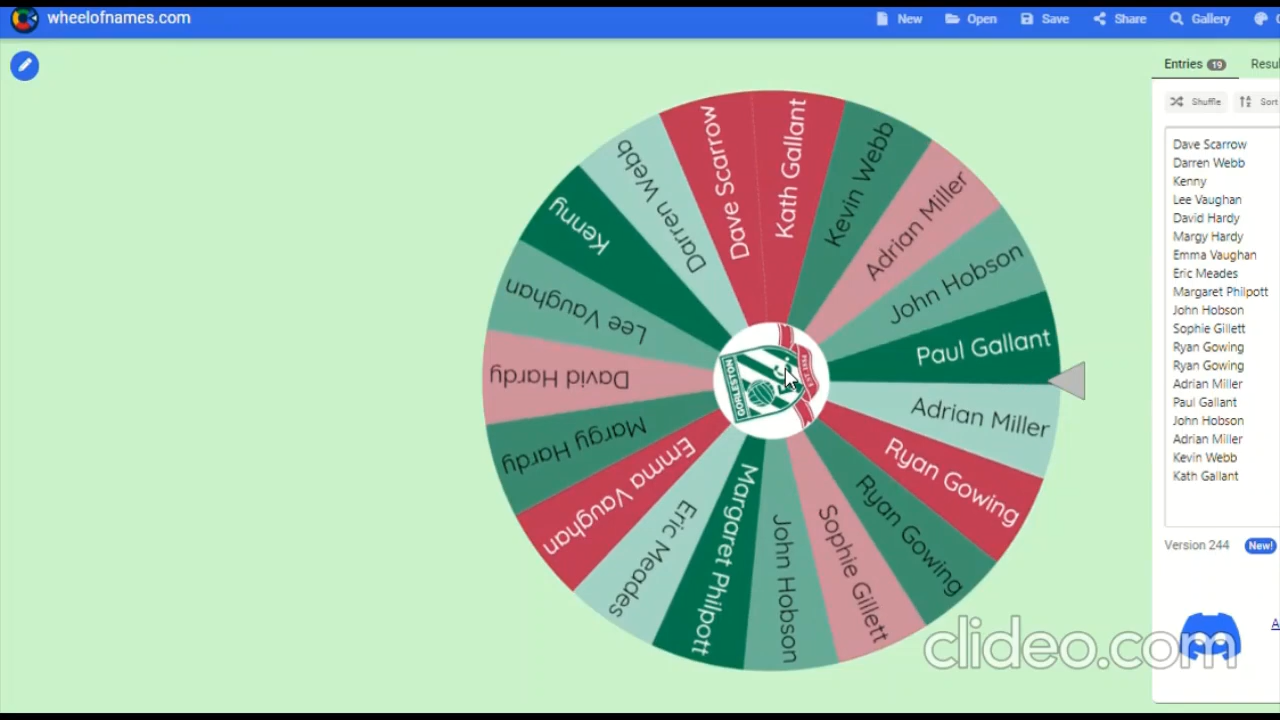 wheelofnames.com
New
Open
Save
Share
Gallery
Entries 19
Resul
Shuffle
Sort
Dave Scarrow
Darren Webb
Kenny
Lee Vaughan
David Hardy
Margy Hardy
Emma Vaughan
Eric Meades
Margaret Philpott
John Hobson
Sophie Gillett
Ryan Gowing
Ryan Gowing
Adrian Miller
Paul Gallant
John Hobson
Adrian Miller
Kevin Webb
Kath Gallant
Version 244
New!
Dave Scarrow
Kath Gallant
Kevin Webb
Adrian Miller
John Hobson
Paul Gallant
Adrian Miller
Ryan Gowing
Ryan Gowing
Sophie Gillett
John Hobson
Margaret Philpott
Eric Meades
Emma Vaughan
Margy Hardy
David Hardy
Lee Vaughan
Kenny
Darren Webb
GORLESTON
F.C.
clideo.com